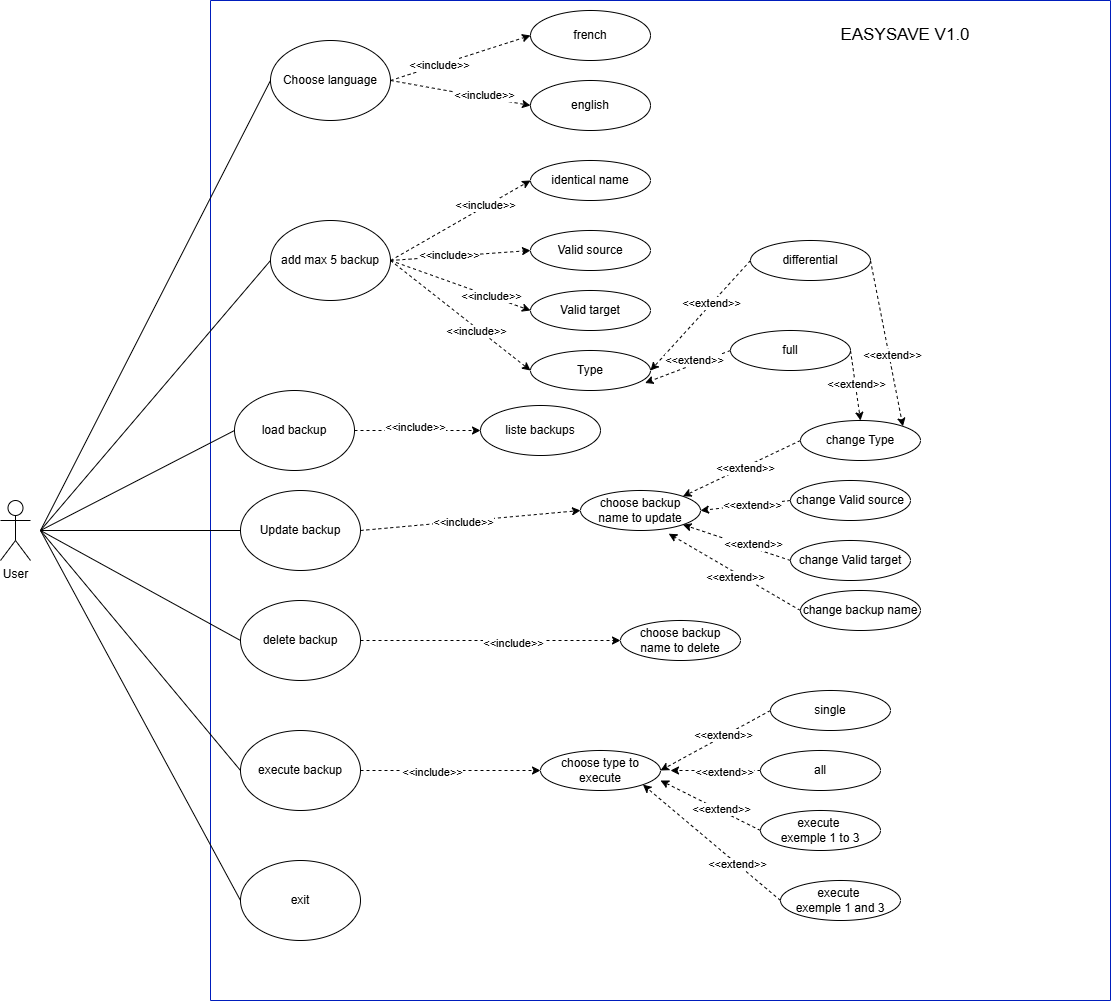 EASYSAVE V1.0
french
<<include>>
Choose language
<<include>>
english
identical name
<<include>>
add max 5 backup
<<include>>
Valid source
differential
<<include>>
Valid target
<<extend>>
<<include>>
Type
<<extend>>
full
<<extend>>
<<extend>>
load backup
<<include>>
liste backups
change Type
<<extend>>
Update backup
<<include>>
choose backup
name to update
<<extend>>
change Valid source
<<extend>>
change Valid target
<<extend>>
change backup name
User
delete backup
<<include>>
choose backup
name to delete
single
<<extend>>
execute backup
<<include>>
choose type to
execute
<<extend>>
all
<<extend>>
execute
exemple 1 to 3
<<extend>>
execute
exemple 1 and 3
exit